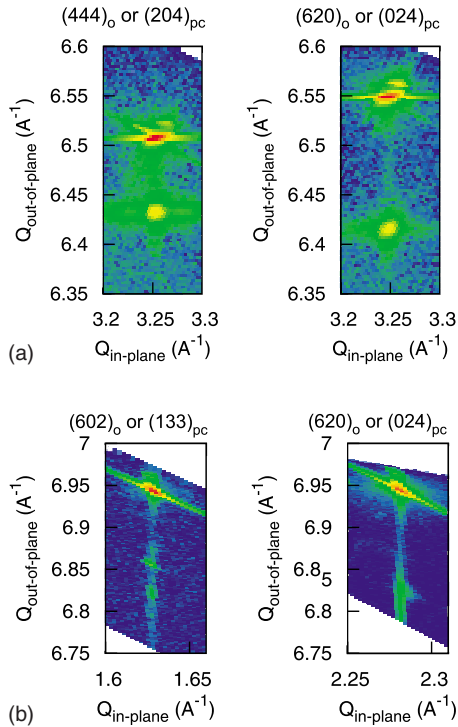 (444)o or (204)pc
(620)o or (024)pc
6.6
6.55
6.5
6.45
6.4
6.35
Qout-of-plane (A-1)
3.2 3.25 3.3
Qin-plane (A-1)
6.6
6.55
6.5
6.45
6.4
6.35
Qout-of-plane (A-1)
3.2 3.25 3.3
Qin-plane (A-1)
(a)
(602)o or (133)pc
(620)o or (024)pc
7
6.95
6.9
6.85
6.8
6.75
Qout-of-plane (A-1)
1.6 1.65
Qin-plane (A-1)
7
6.95
6.9
6.8
5
6.8
6.75
Qout-of-plane (A-1)
2.25 2.3
Qin-plane (A-1)
(b)